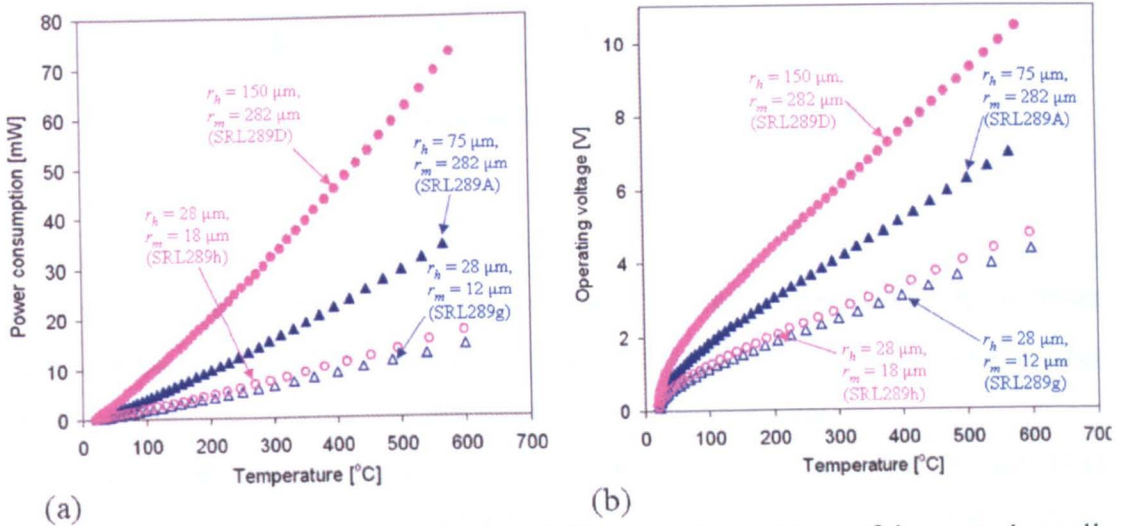 80
70
60
50
40
30
20
10
0
Power consumption [mW]
r_h = 150 μm,
r_m = 282 μm
(SRL289D)
r_h = 75 μm,
r_m = 282 μm
(SRL289A)
r_h = 28 μm,
r_m = 18 μm
(SRL289h)
r_h = 28 μm,
r_m = 12 μm
(SRL289g)
0 100 200 300 400 500 600 700
Temperature [°C]
(a)
10
8
6
4
2
0
Operating voltage [V]
r_h = 150 μm,
r_m = 282 μm
(SRL289D)
r_h = 75 μm,
r_m = 282 μm
(SRL289A)
r_h = 28 μm,
r_m = 18 μm
(SRL289h)
r_h = 28 μm,
r_m = 12 μm
(SRL289g)
0 100 200 300 400 500 600 700
Temperature [°C]
(b)